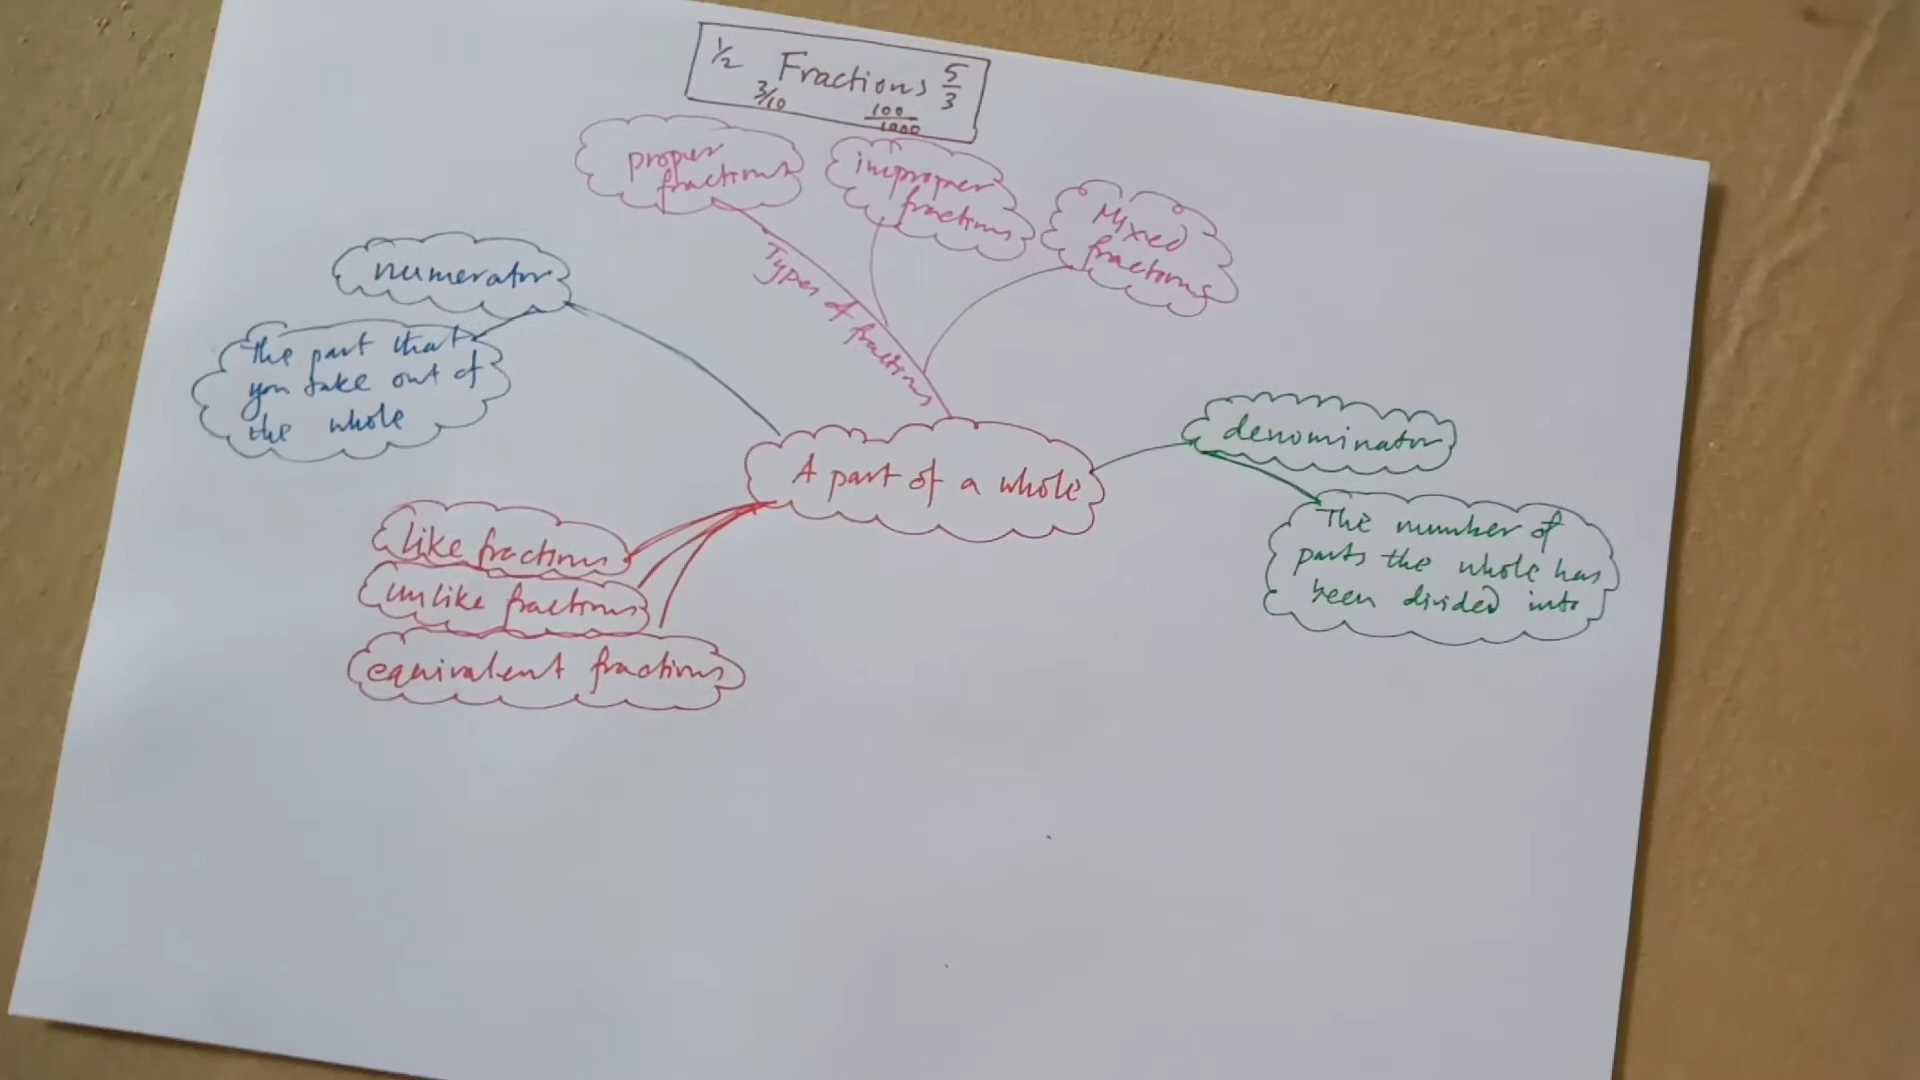 1/2 Fractions 5/3
3/10 100/1000
proper
fractions
improper
fractions
Mixed
fractions
Types of fractions
numerator
The part that
you take out of
the whole
A part of a whole
denominator
The number of
parts the whole has
been divided into
like fractions
unlike fractions
equivalent fractions